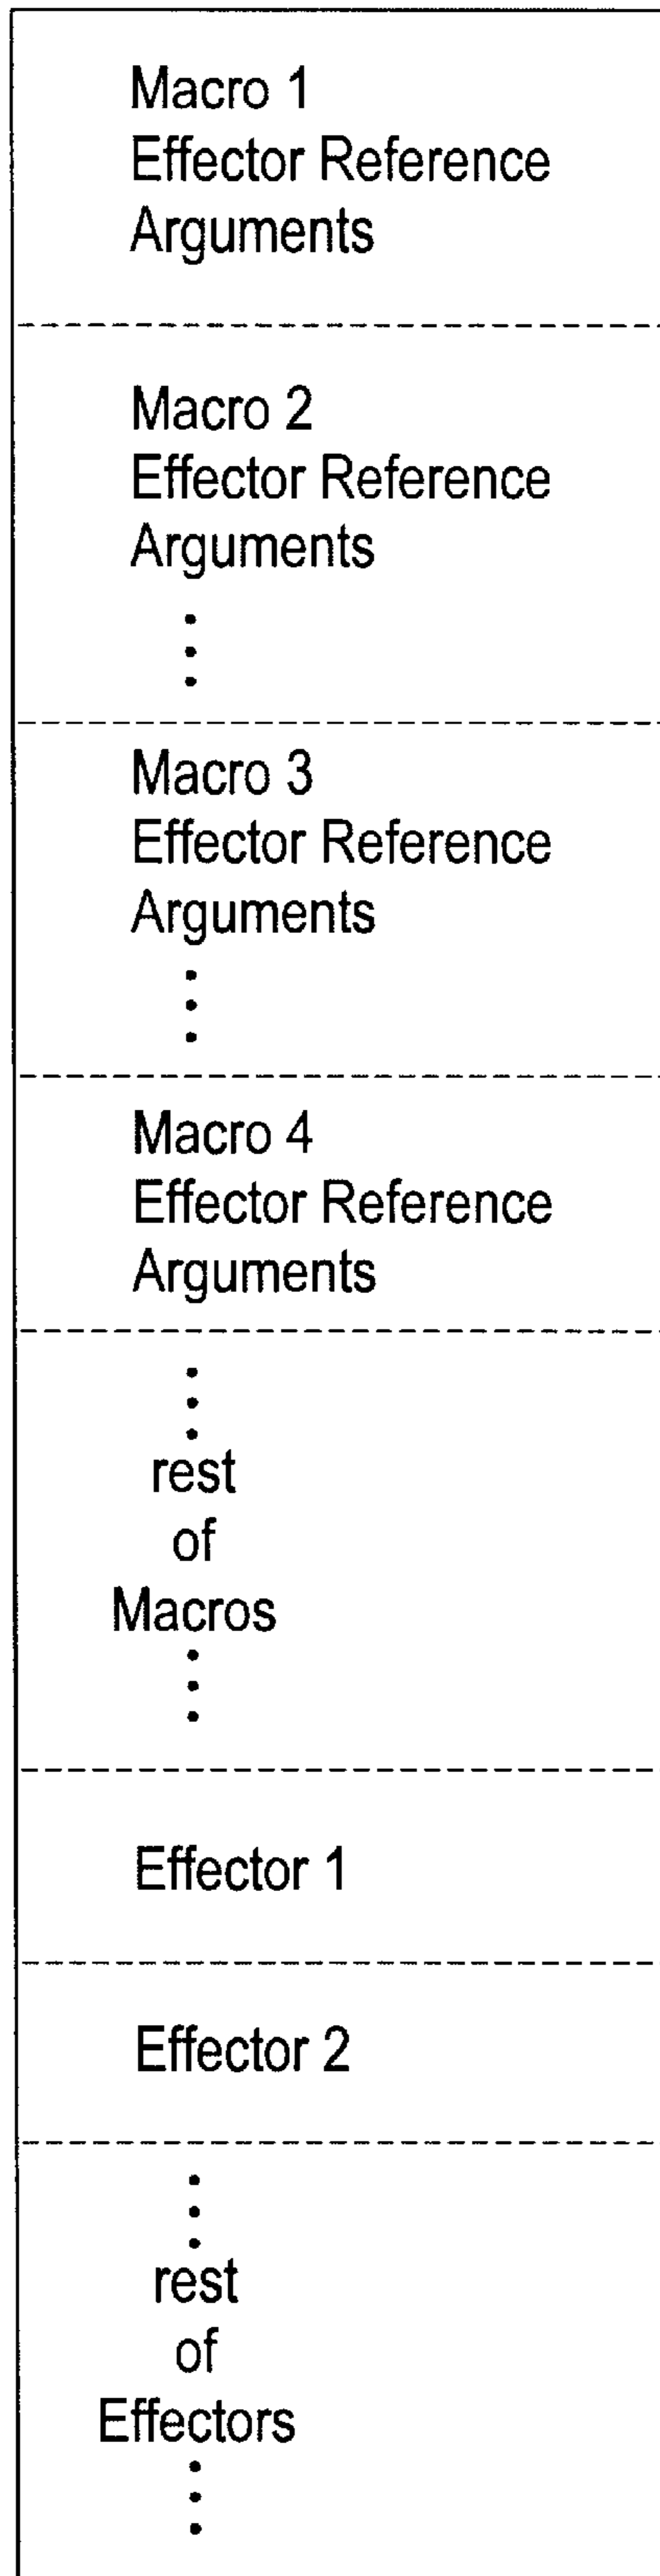 Macro 1
Effector Reference
Arguments
Macro 2
Effector Reference
Arguments
Macro 3
Effector Reference
Arguments
Macro 4
Effector Reference
Arguments
rest
of
Macros
Effector 1
Effector 2
rest
of
Effectors